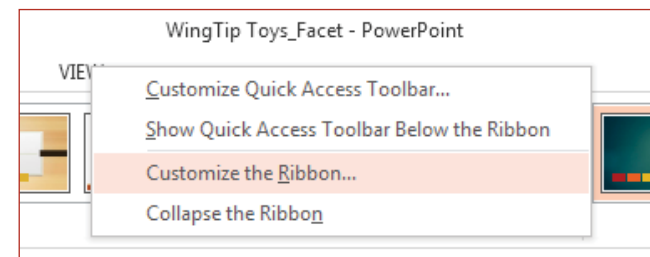 WingTip Toys_Facet - PowerPoint
Customize Quick Access Toolbar...
Show Quick Access Toolbar Below the Ribbon
Customize the Ribbon...
Collapse the Ribbon